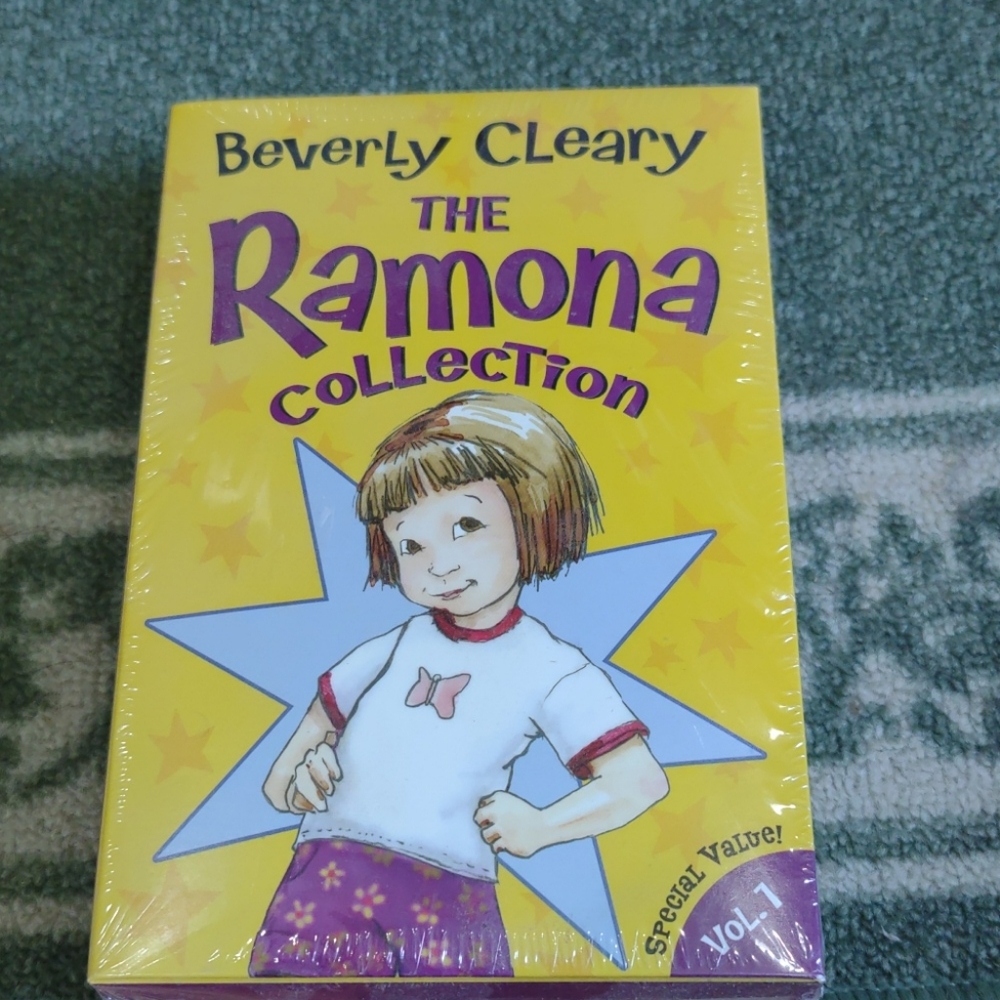 Beverly Cleary
THE
Ramona
Collection
Special Value!
Vol. 1